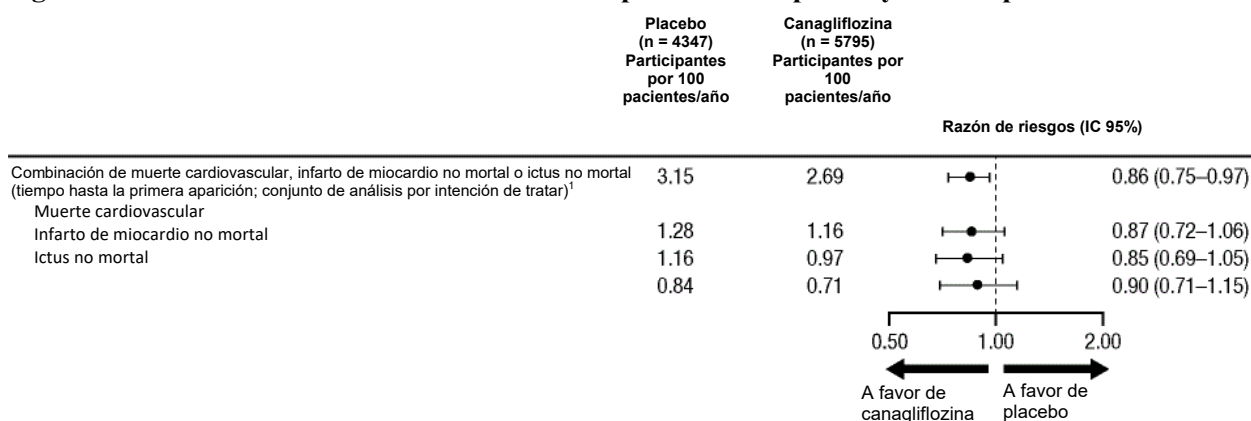 Placebo
(n = 4347)
Participantes
por 100
pacientes/año
Canagliflozina
(n = 5795)
Participantes por
100
pacientes/año
Razón de riesgos (IC 95%)
Combinación de muerte cardiovascular, infarto de miocardio no mortal o ictus no mortal
(tiempo hasta la primera aparición; conjunto de análisis por intención de tratar)¹ 3.15 2.69 0.86 (0.75–0.97)
Muerte cardiovascular
Infarto de miocardio no mortal 1.28 1.16 0.87 (0.72–1.06)
Ictus no mortal 1.16 0.97 0.85 (0.69–1.05)
0.84 0.71 0.90 (0.71–1.15)
0.50 1.00 2.00
A favor de
canagliflozina
A favor de
placebo